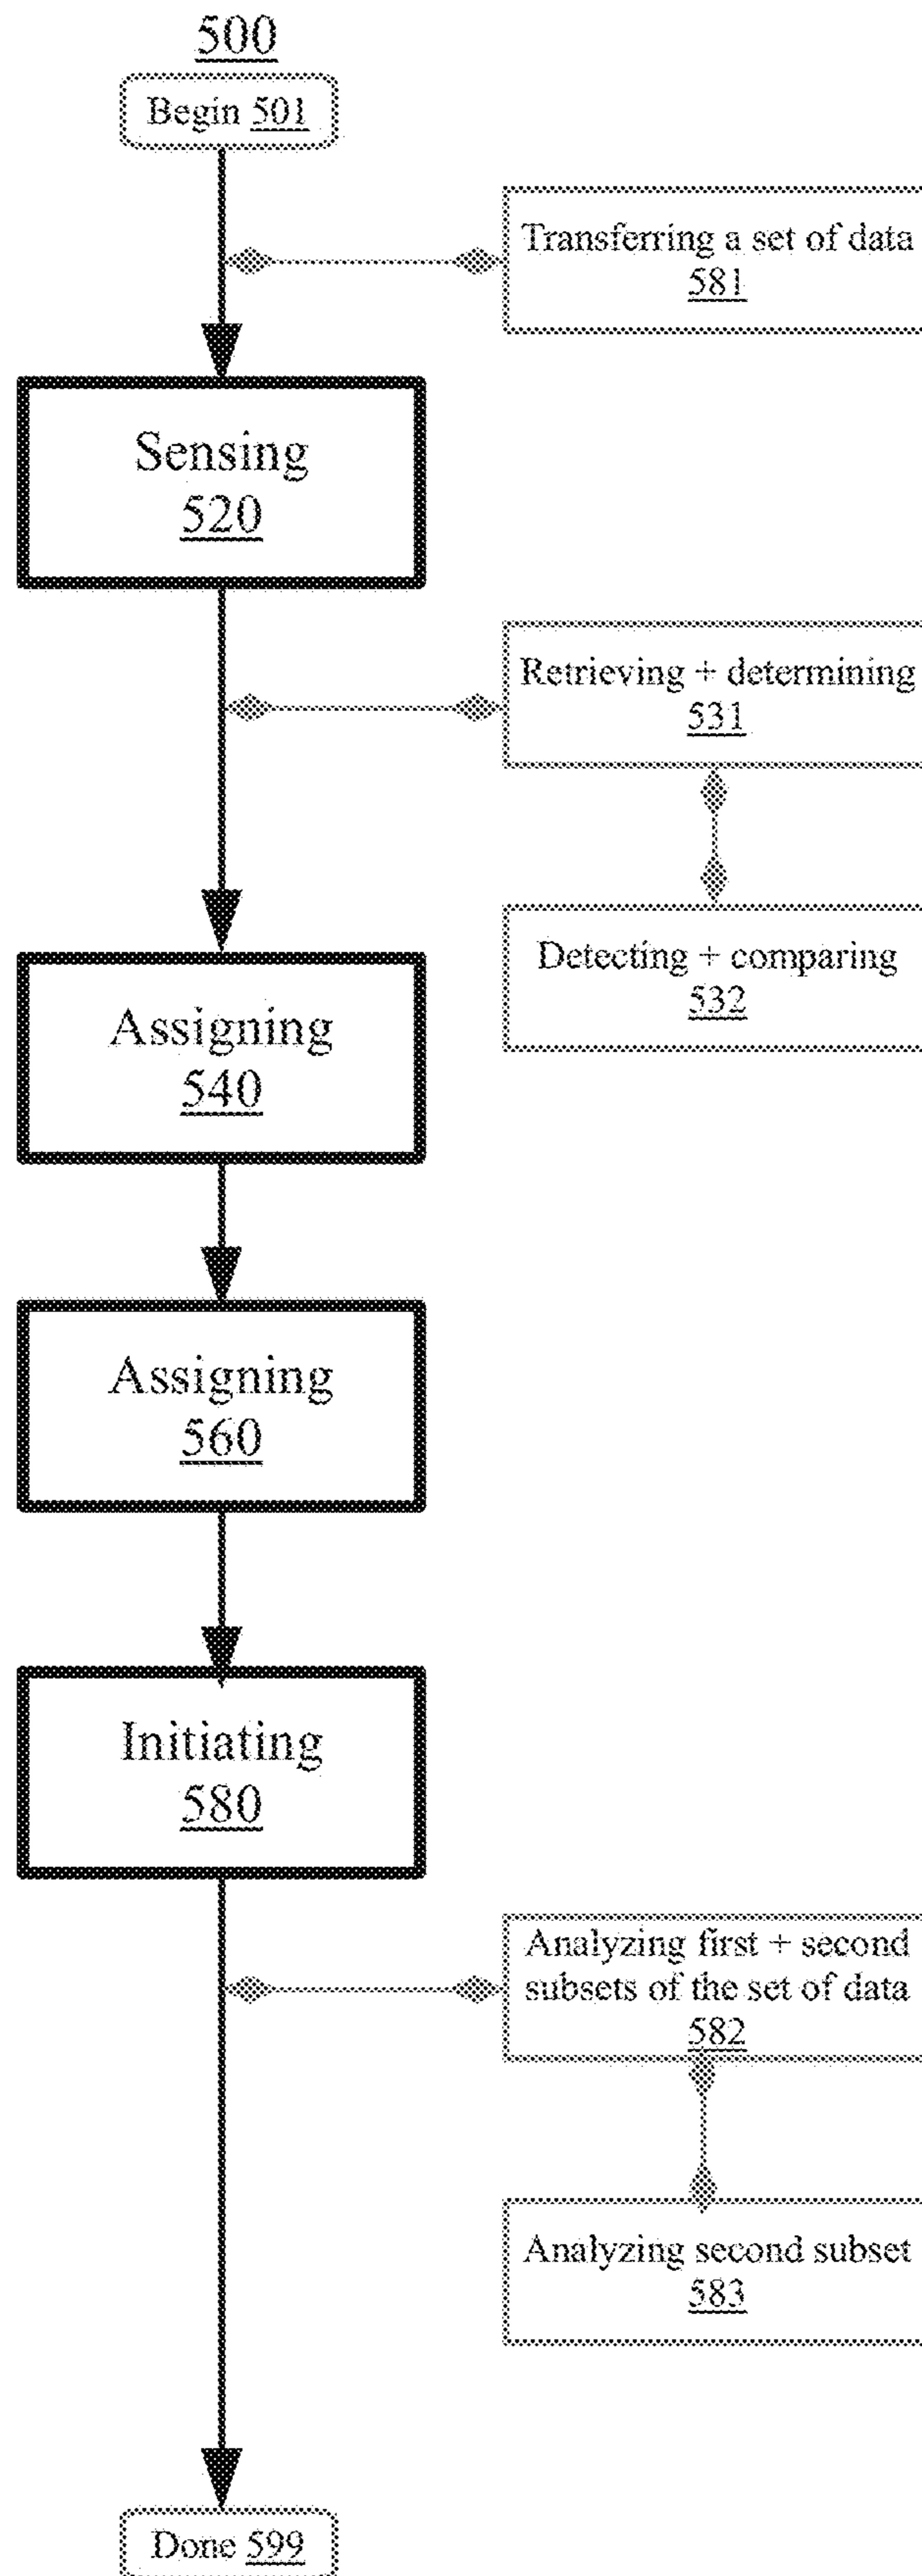 500
Begin 501
Transferring a set of data
581
Sensing
520
Retrieving + determining
531
Detecting + comparing
532
Assigning
540
Assigning
560
Initiating
580
Analyzing first + second
subsets of the set of data
582
Analyzing second subset
583
Done 599